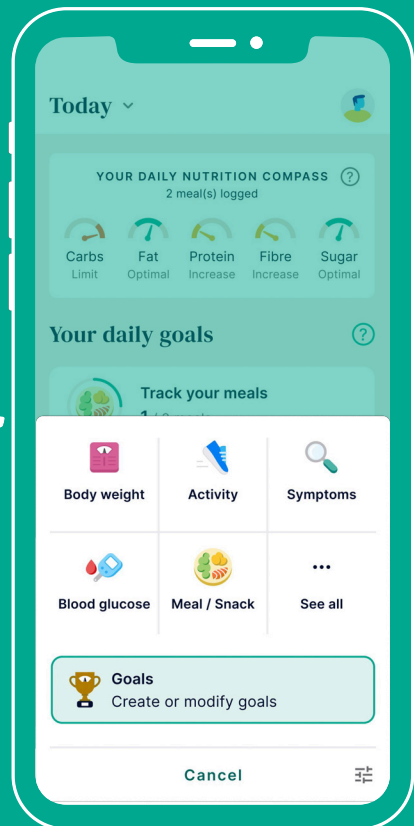 Today
YOUR DAILY NUTRITION COMPASS ?
2 meal(s) logged
Carbs Fat Protein Fibre Sugar
Limit Optimal Increase Increase Optimal
Your daily goals ?
Track your meals
1
Body weight Activity Symptoms
Blood glucose Meal / Snack See all
Goals
Create or modify goals
Cancel